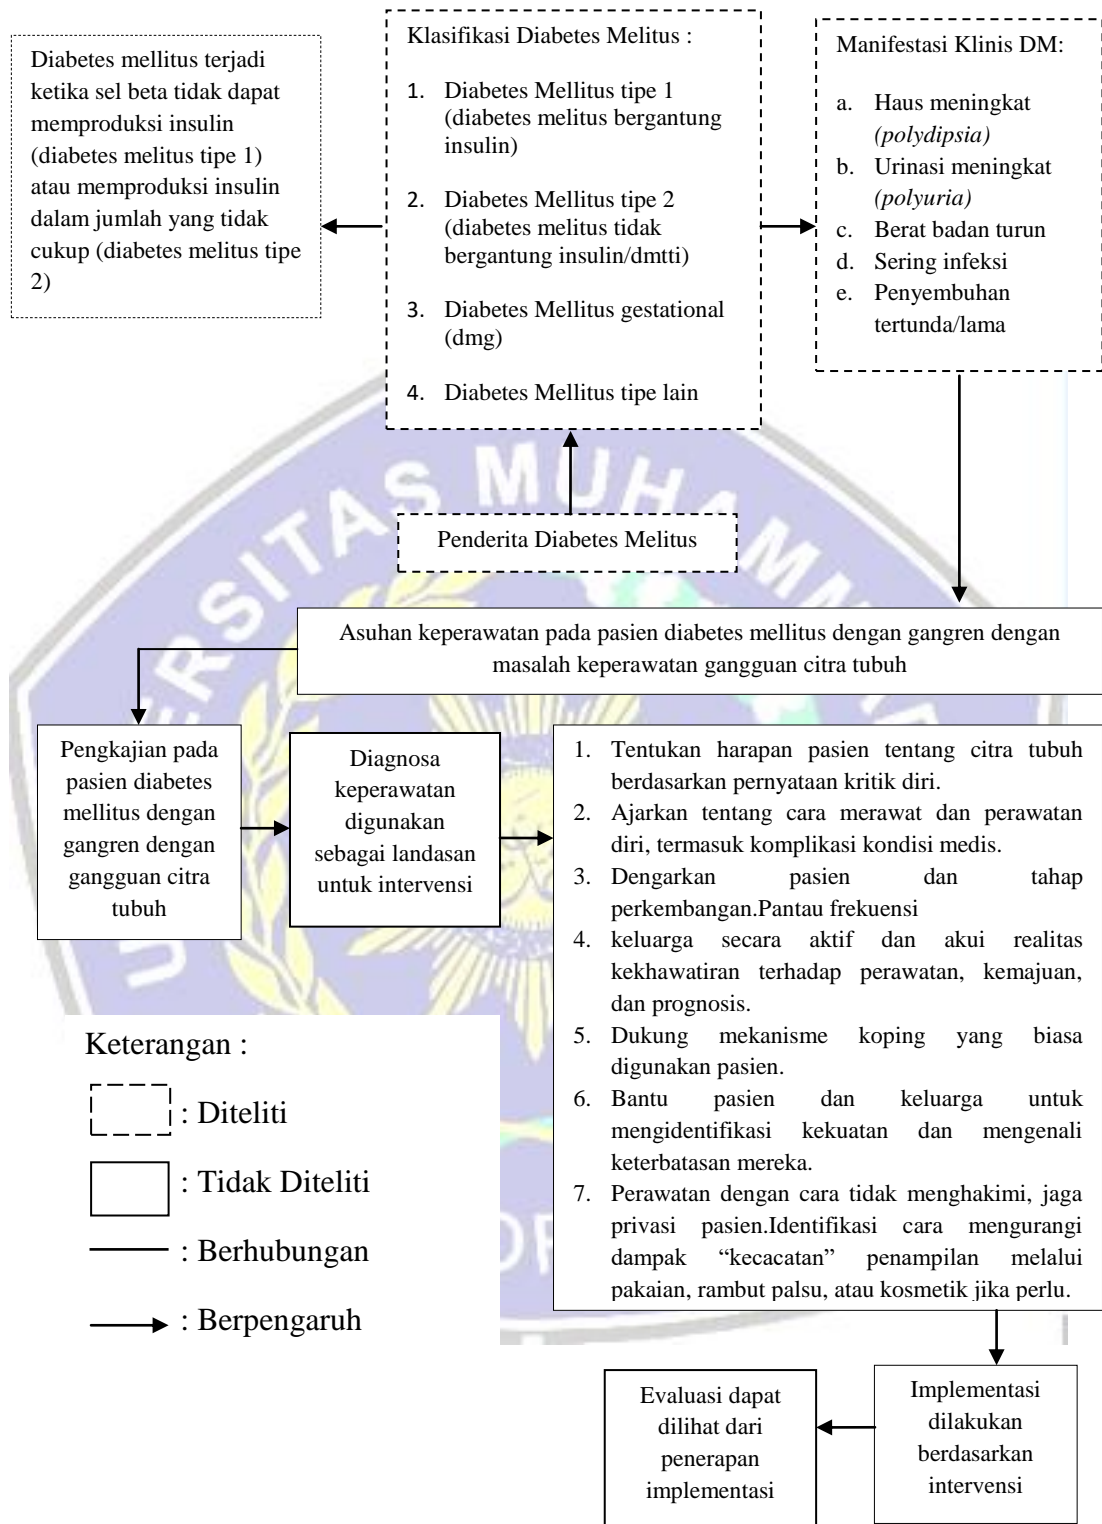 Diabetes mellitus terjadi
ketika sel beta tidak dapat
memproduksi insulin
(diabetes melitus tipe 1)
atau memproduksi insulin
dalam jumlah yang tidak
cukup (diabetes melitus tipe
2)
Klasifikasi Diabetes Melitus :
1. Diabetes Mellitus tipe 1
(diabetes melitus bergantung
insulin)
2. Diabetes Mellitus tipe 2
(diabetes melitus tidak
bergantung insulin/dmtti)
3. Diabetes Mellitus gestational
(dmg)
4. Diabetes Mellitus tipe lain
Manifestasi Klinis DM:
a. Haus meningkat
(polydipsia)
b. Urinasi meningkat
(polyuria)
c. Berat badan turun
d. Sering infeksi
e. Penyembuhan
tertunda/lama
Penderita Diabetes Melitus
Asuhan keperawatan pada pasien diabetes mellitus dengan gangren dengan
masalah keperawatan gangguan citra tubuh
Pengkajian pada
pasien diabetes
mellitus dengan
gangren dengan
gangguan citra
tubuh
Diagnosa
keperawatan
digunakan
sebagai landasan
untuk intervensi
1. Tentukan harapan pasien tentang citra tubuh
berdasarkan pernyataan kritik diri.
2. Ajarkan tentang cara merawat dan perawatan
diri, termasuk komplikasi kondisi medis.
3. Dengarkan pasien dan tahap
perkembangan.Pantau frekuensi
4. keluarga secara aktif dan akui realitas
kekhawatiran terhadap perawatan, kemajuan,
dan prognosis.
5. Dukung mekanisme koping yang biasa
digunakan pasien.
6. Bantu pasien dan keluarga untuk
mengidentifikasi kekuatan dan mengenali
keterbatasan mereka.
7. Perawatan dengan cara tidak menghakimi, jaga
privasi pasien.Identifikasi cara mengurangi
dampak “kecacatan” penampilan melalui
pakaian, rambut palsu, atau kosmetik jika perlu.
Keterangan :
: Diteliti
: Tidak Diteliti
: Berhubungan
: Berpengaruh
Evaluasi dapat
dilihat dari
penerapan
implementasi
Implementasi
dilakukan
berdasarkan
intervensi